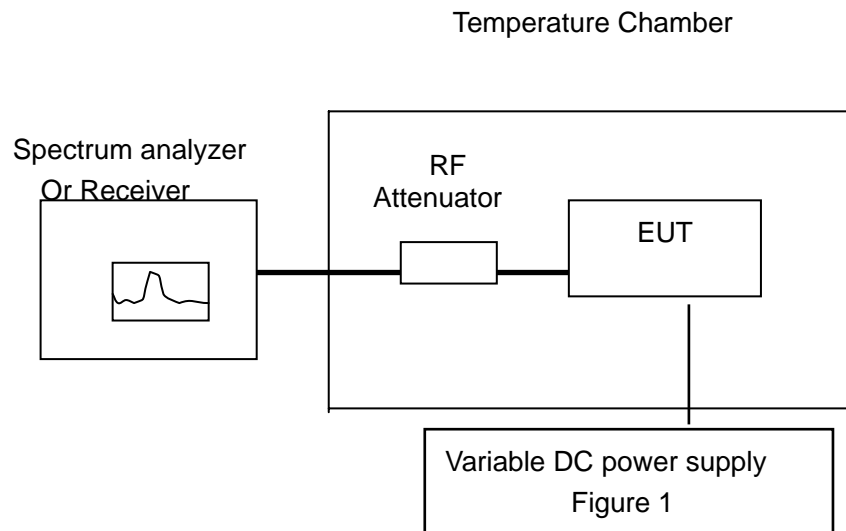 Temperature Chamber
Spectrum analyzer
Or Receiver
RF
Attenuator
EUT
Variable DC power supply
Figure 1